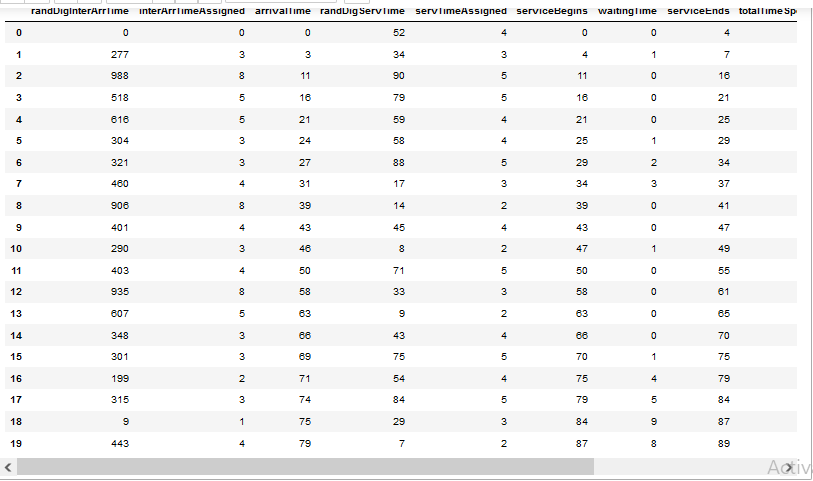 randDigInterArrTime interArrTimeAssigned arrivalTime randDigServTime servTimeAssigned serviceBegins waitingTime serviceEnds totalTimeSpe
0 0 0 0 52 4 0 0 4
1 277 3 3 34 3 4 1 7
2 988 8 11 90 5 11 0 16
3 518 5 16 79 5 16 0 21
4 616 5 21 59 4 21 0 25
5 304 3 24 58 4 25 1 29
6 321 3 27 88 5 29 2 34
7 460 4 31 17 3 34 3 37
8 906 8 39 14 2 39 0 41
9 401 4 43 45 4 43 0 47
10 290 3 46 8 2 47 1 49
11 403 4 50 71 5 50 0 55
12 935 8 58 33 3 58 0 61
13 607 5 63 9 2 63 0 65
14 348 3 66 43 4 66 0 70
15 301 3 69 75 5 70 1 75
16 199 2 71 54 4 75 4 79
17 315 3 74 84 5 79 5 84
18 9 1 75 29 3 84 9 87
19 443 4 79 7 2 87 8 89
Activ